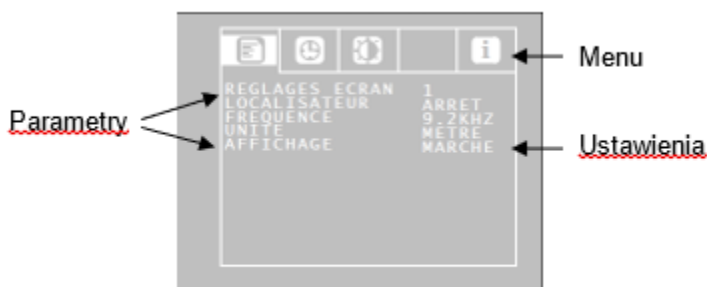 Menu
Parametry
REGLAGES ECRAN 1
LOCALISATEUR ARRET
FREQUENCE 9.2KHZ
UNITE METRE
AFFICHAGE MARCHE
Ustawienia